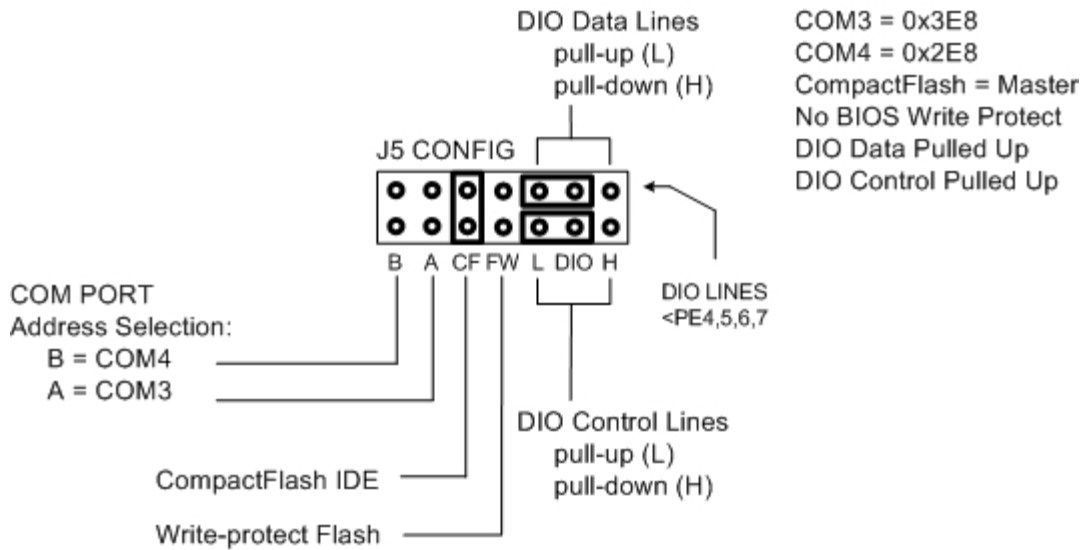 DIO Data Lines
pull-up (L)
pull-down (H)
COM3 = 0x3E8
COM4 = 0x2E8
CompactFlash = Master
No BIOS Write Protect
DIO Data Pulled Up
DIO Control Pulled Up
J5 CONFIG
B A CF FW L DIO H
DIO LINES
<PE4,5,6,7
COM PORT
Address Selection:
B = COM4
A = COM3
DIO Control Lines
pull-up (L)
pull-down (H)
CompactFlash IDE
Write-protect Flash